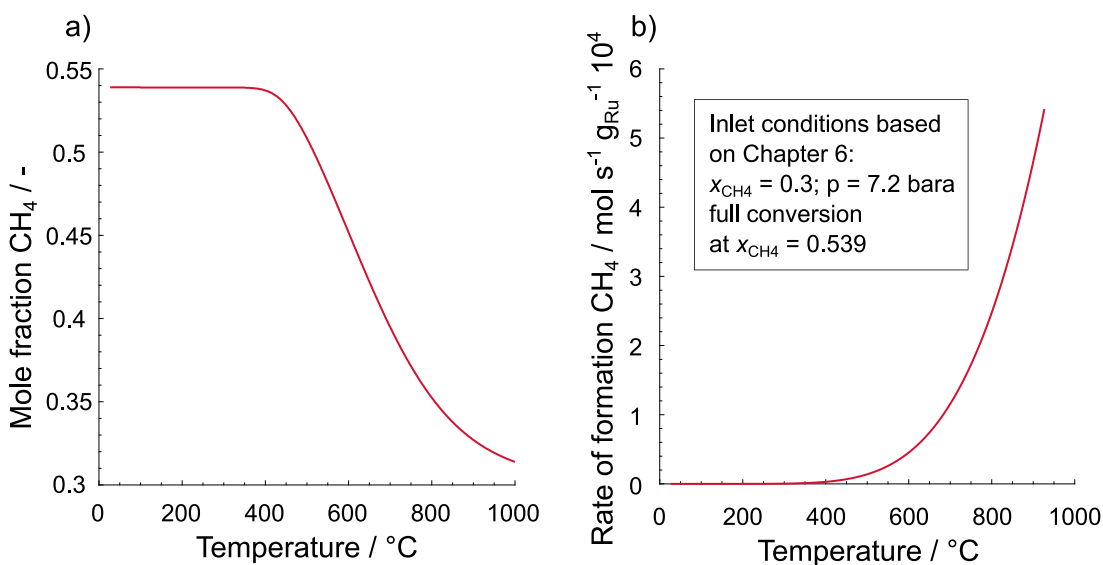 a)
Mole fraction CH₄ / -
0.55
0.5
0.45
0.4
0.35
0.3
0 200 400 600 800 1000
Temperature / °C
b)
Rate of formation CH₄ / mol s⁻¹ g_Ru⁻¹ 10⁴
6
5
4
3
2
1
0
Inlet conditions based
on Chapter 6:
x_CH4 = 0.3; p = 7.2 bara
full conversion
at x_CH4 = 0.539
0 200 400 600 800 1000
Temperature / °C